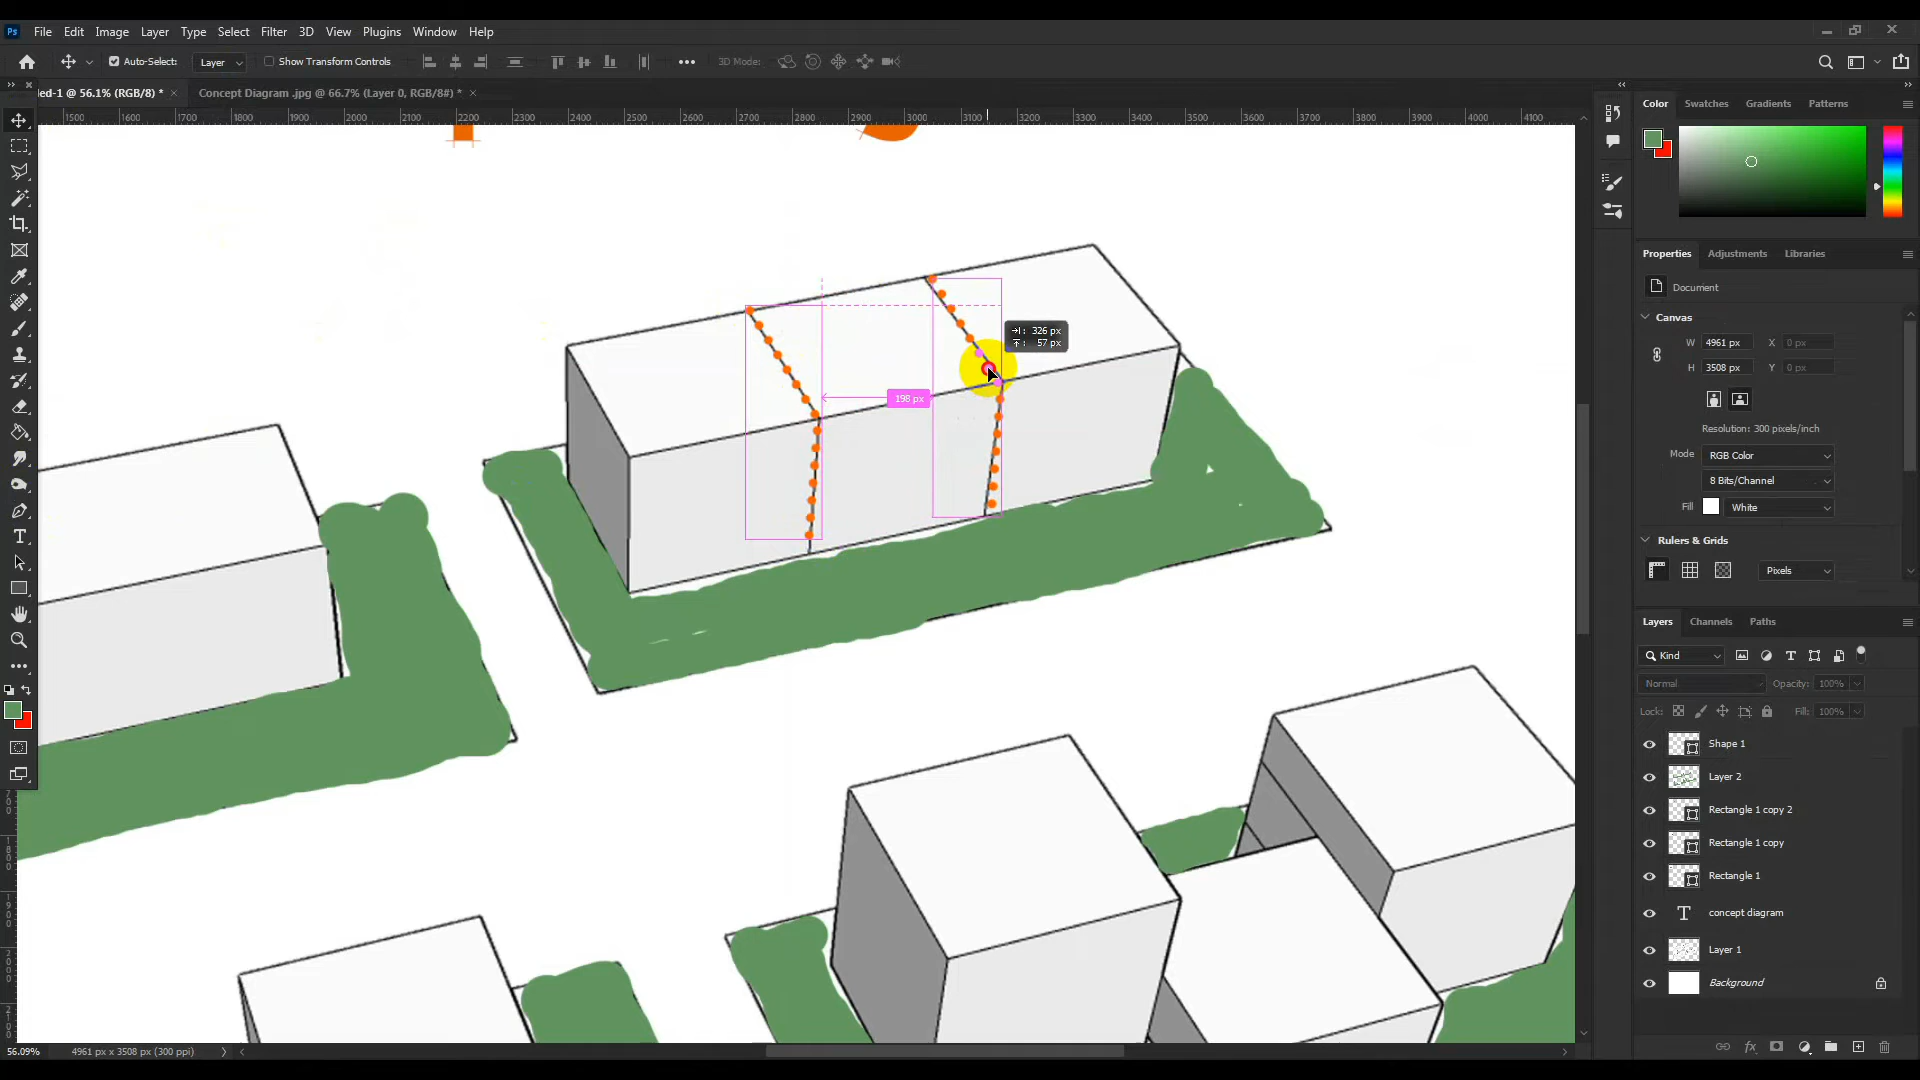 Ps File Edit Image Layer Type Select Filter 3D View Plugins Window Help
Auto-Select: Layer Show Transform Controls 3D Mode:
led-1 @ 56.1% (RGB/8) * × Concept Diagram .jpg @ 66.7% (Layer 0, RGB/8#) * ×
1500 1600 1700 1800 1900 2000 2100 2200 2300 2400 2500 2600 2700 2800 2900 3000 3100 3200 3300 3400 3500 3600 3700 3800 3900 4000 4100
326 px
57 px
198 px
Color Swatches Gradients Patterns
Properties Adjustments Libraries
Document
Canvas
W 4961 px X 0 px
H 3508 px Y 0 px
Resolution: 300 pixels/inch
Mode RGB Color
8 Bits/Channel
Fill White
Rulers & Grids
Pixels
Layers Channels Paths
Kind
Normal Opacity: 100%
Lock: Fill: 100%
Shape 1
Layer 2
Rectangle 1 copy 2
Rectangle 1 copy
Rectangle 1
T concept diagram
Layer 1
Background
fx
56.09% 4961 px x 3508 px (300 ppi)